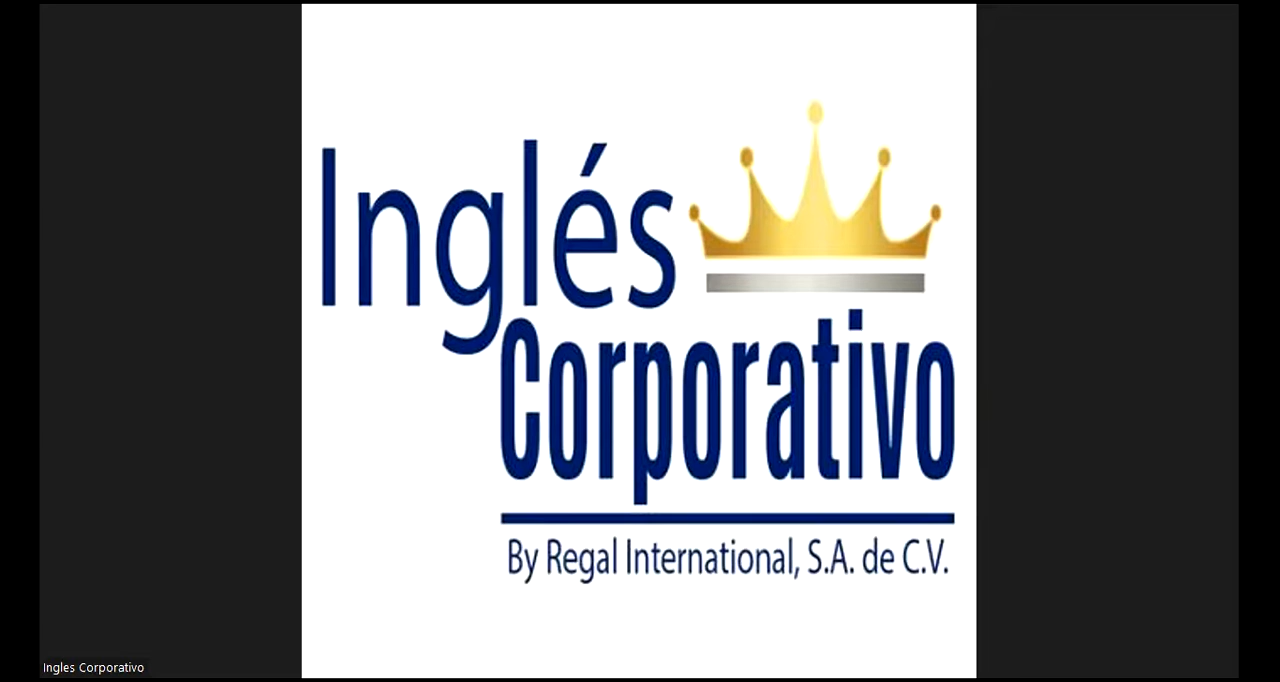 Inglés
Corporativo
By Regal International, S.A. de C.V.
Ingles Corporativo